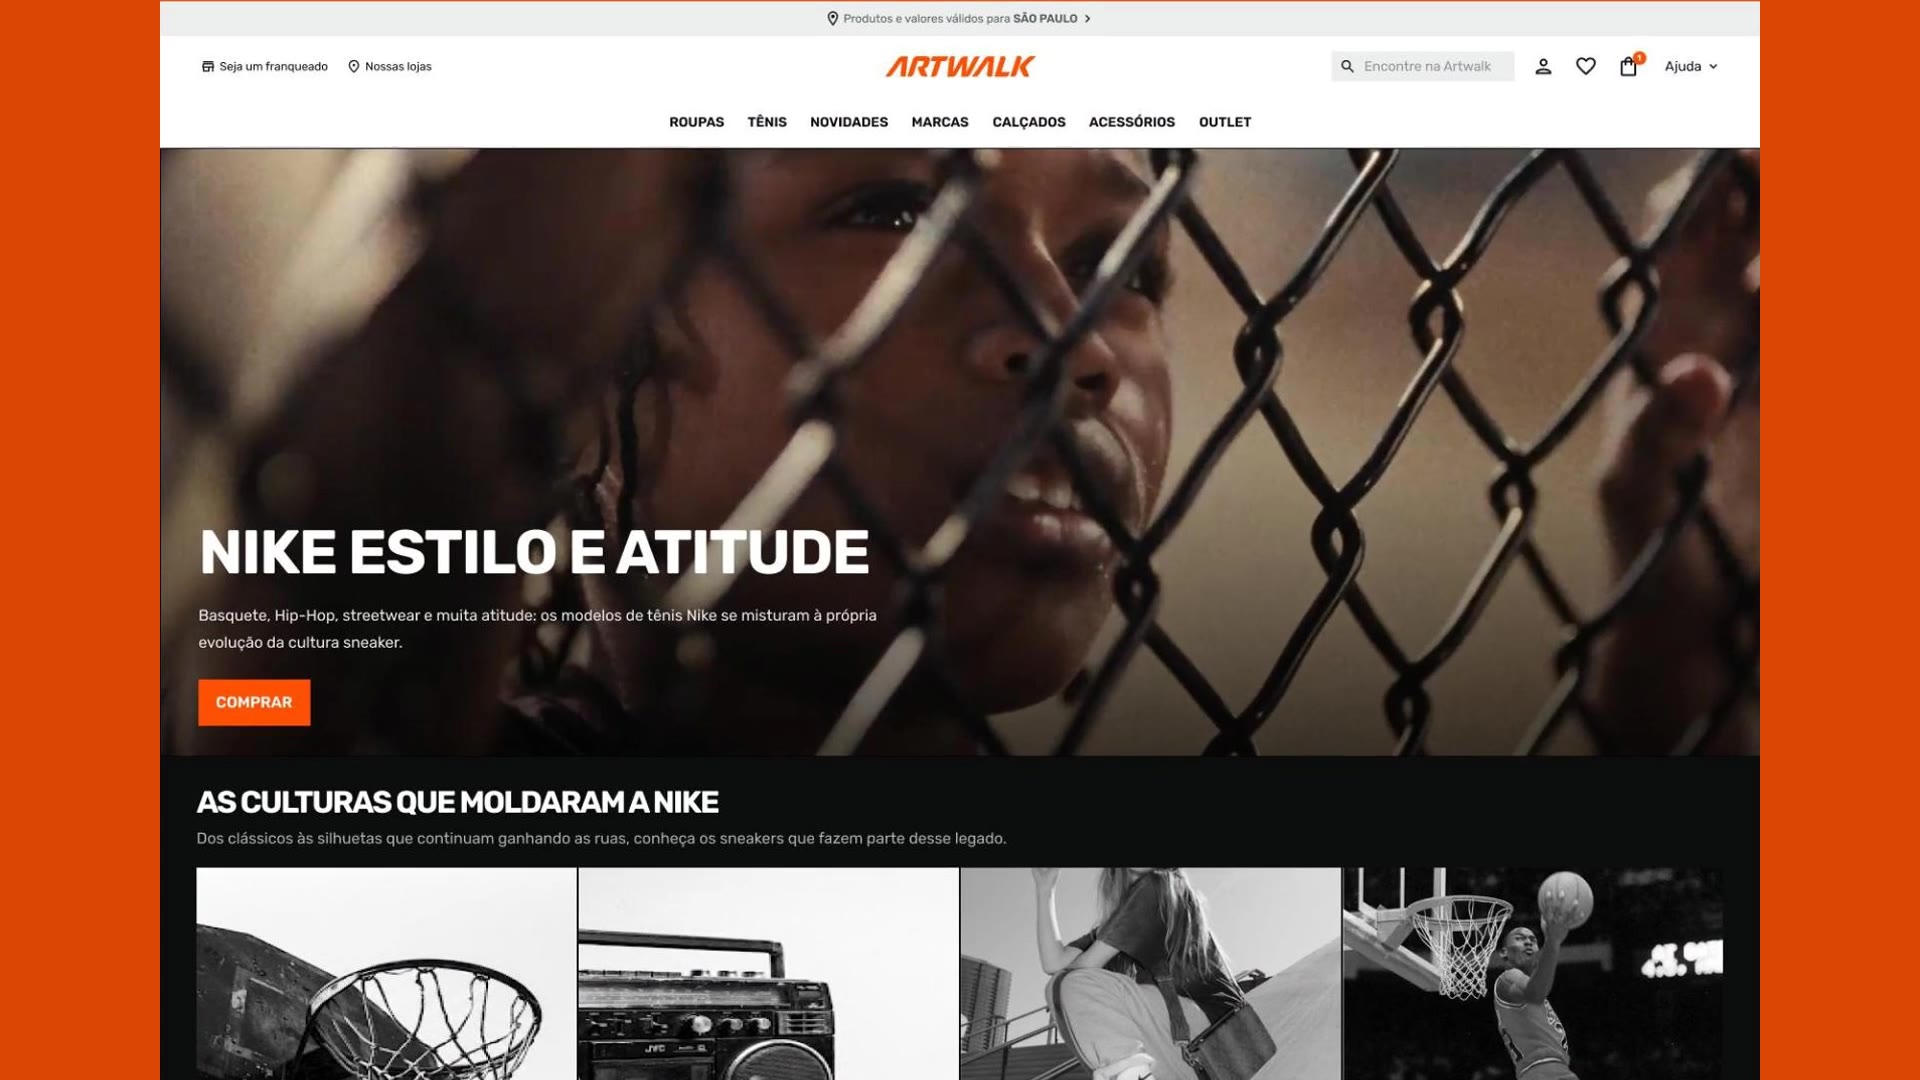 Produtos e valores válidos para SÃO PAULO
Seja um franqueado
Nossas lojas
ARTWALK
Encontre na Artwalk
1
Ajuda
ROUPAS TÊNIS NOVIDADES MARCAS CALÇADOS ACESSÓRIOS OUTLET
NIKE ESTILO E ATITUDE
Basquete, Hip-Hop, streetwear e muita atitude: os modelos de tênis Nike se misturam à própria
evolução da cultura sneaker.
COMPRAR
AS CULTURAS QUE MOLDARAM A NIKE
Dos clássicos às silhuetas que continuam ganhando as ruas, conheça os sneakers que fazem parte desse legado.
JVC